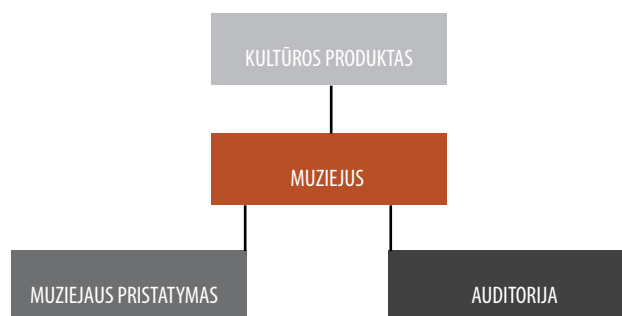 KULTŪROS PRODUKTAS
MUZIEJUS
MUZIEJAUS PRISTATYMAS
AUDITORIJA